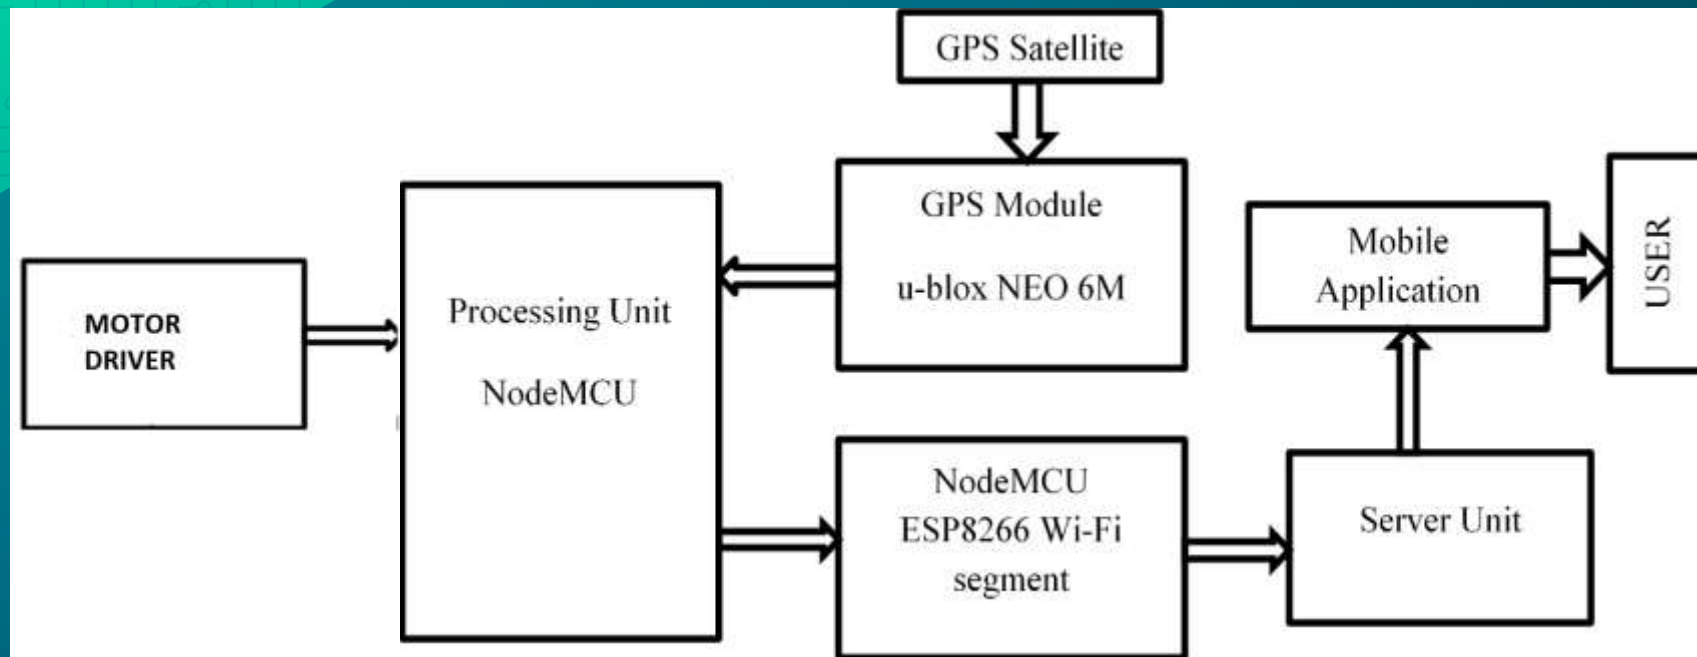 GPS Satellite
GPS Module
u-blox NEO 6M
MOTOR
DRIVER
Processing Unit
NodeMCU
NodeMCU
ESP8266 Wi-Fi
segment
Server Unit
Mobile
Application
USER